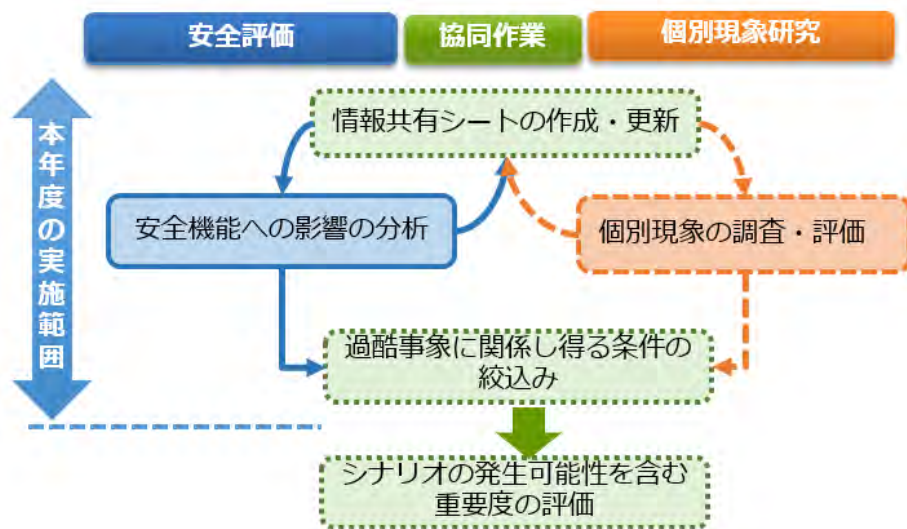 安全評価
協同作業
個別現象研究
本年度の実施範囲
情報共有シートの作成・更新
安全機能への影響の分析
個別現象の調査・評価
過酷事象に関係し得る条件の
絞込み
シナリオの発生可能性を含む
重要度の評価